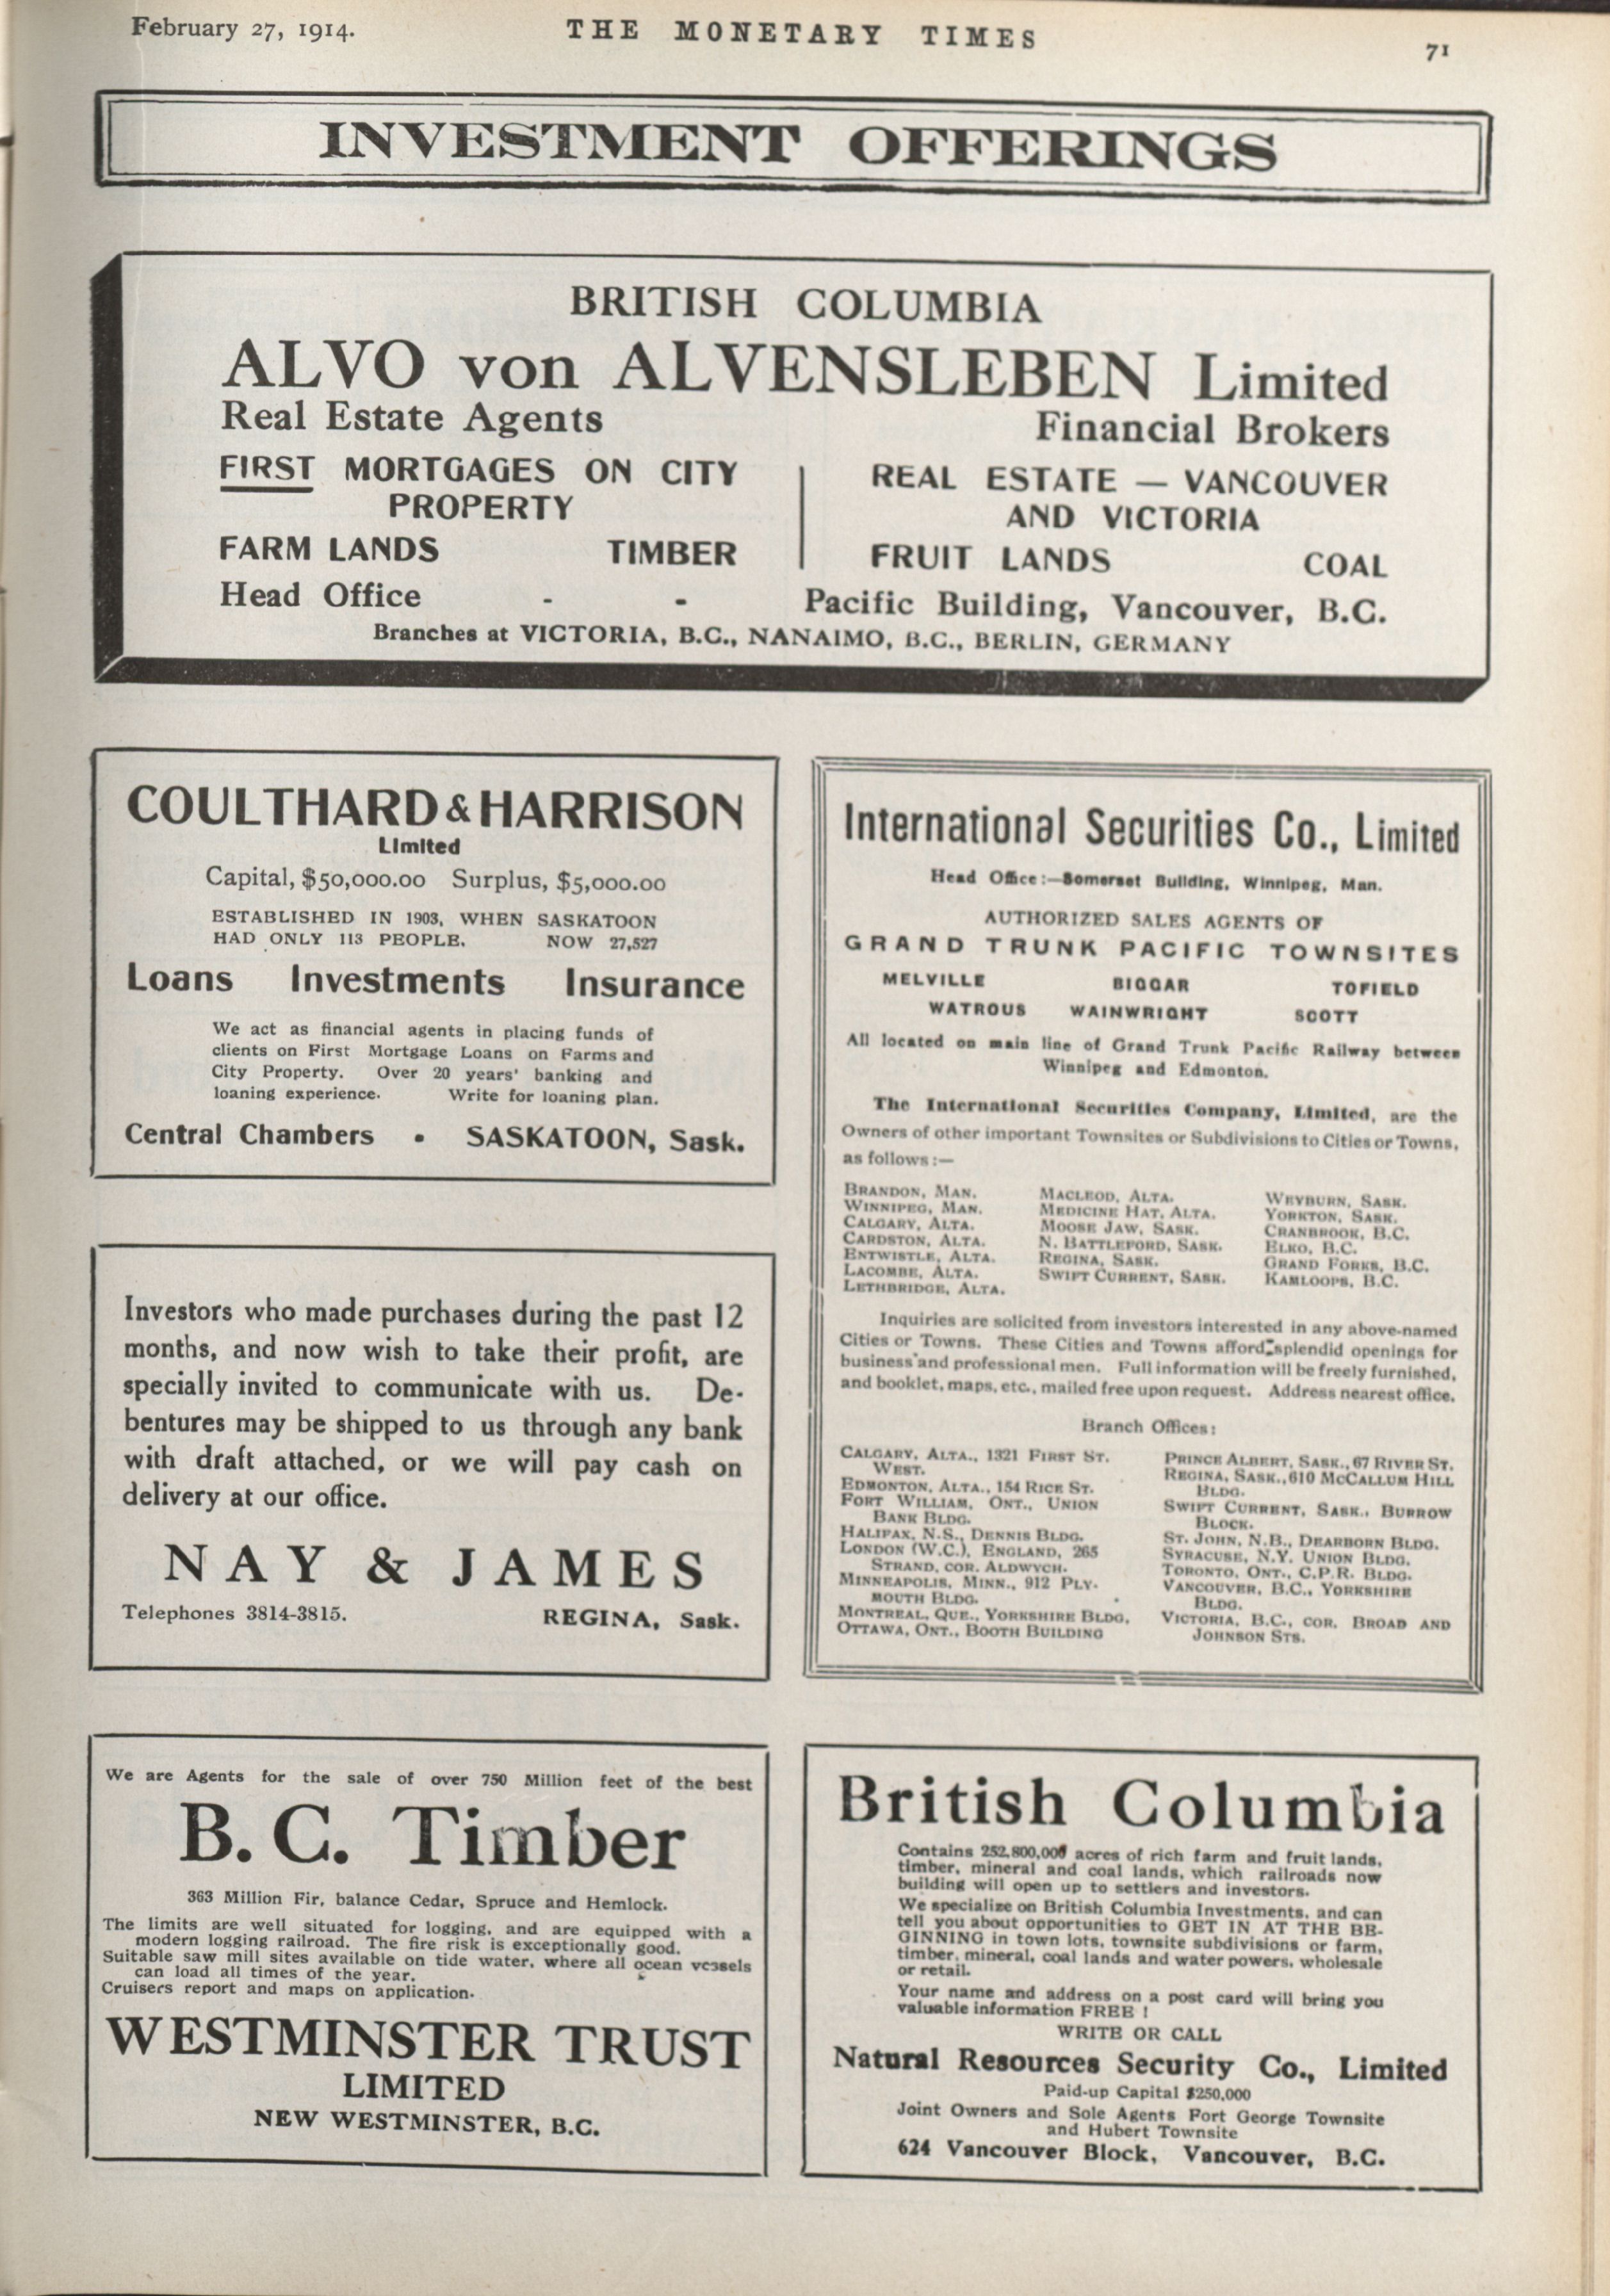 February 27, 1914.
THE MONETARY TIMES
71
INVESTMENT OFFERINGS
BRITISH COLUMBIA
ALVO von ALVENSLEBEN Limited
Real Estate Agents
Financial Brokers
FIRST MORTGAGES ON CITY
PROPERTY
FARM LANDS TIMBER
REAL ESTATE — VANCOUVER
AND VICTORIA
FRUIT LANDS COAL
Head Office - - Pacific Building, Vancouver, B.C.
Branches at VICTORIA, B.C., NANAIMO, B.C., BERLIN, GERMANY
COULTHARD & HARRISON
Limited
Capital, $50,000.00 Surplus, $5,000.00
ESTABLISHED IN 1903, WHEN SASKATOON
HAD ONLY 113 PEOPLE. NOW 27,527
Loans Investments Insurance
We act as financial agents in placing funds of
clients on First Mortgage Loans on Farms and
City Property. Over 20 years' banking and
loaning experience. Write for loaning plan.
Central Chambers • SASKATOON, Sask.
Investors who made purchases during the past 12
months, and now wish to take their profit, are
specially invited to communicate with us. De-
bentures may be shipped to us through any bank
with draft attached, or we will pay cash on
delivery at our office.
NAY & JAMES
Telephones 3814-3815.
REGINA, Sask.
We are Agents for the sale of over 750 Million feet of the best
B. C. Timber
363 Million Fir, balance Cedar, Spruce and Hemlock.
The limits are well situated for logging, and are equipped with a
modern logging railroad. The fire risk is exceptionally good.
Suitable saw mill sites available on tide water, where all ocean vessels
can load all times of the year.
Cruisers report and maps on application.
WESTMINSTER TRUST
LIMITED
NEW WESTMINSTER, B.C.
International Securities Co., Limited
Head Office:—Somerset Building, Winnipeg, Man.
AUTHORIZED SALES AGENTS OF
GRAND TRUNK PACIFIC TOWNSITES
MELVILLE BIGGAR TOFIELD
WATROUS WAINWRIGHT SCOTT
All located on main line of Grand Trunk Pacific Railway between
Winnipeg and Edmonton.
The International Securities Company, Limited, are the
Owners of other important Townsites or Subdivisions to Cities or Towns,
as follows:—
BRANDON, MAN.
WINNIPEG, MAN.
CALGARY, ALTA.
CARDSTON, ALTA.
ENTWISTLE, ALTA.
LACOMBE, ALTA.
LETHBRIDGE, ALTA.
MACLEOD, ALTA.
MEDICINE HAT, ALTA.
MOOSE JAW, SASK.
N. BATTLEFORD, SASK.
REGINA, SASK.
SWIFT CURRENT, SASK.
WEYBURN, SASK.
YORKTON, SASK.
CRANBROOK, B.C.
ELKO, B.C.
GRAND FORKS, B.C.
KAMLOOPS, B.C.
Inquiries are solicited from investors interested in any above-named
Cities or Towns. These Cities and Towns afford splendid openings for
business and professional men. Full information will be freely furnished,
and booklet, maps, etc., mailed free upon request. Address nearest office.
Branch Offices:
CALGARY, ALTA., 1321 FIRST ST.
WEST.
EDMONTON, ALTA., 154 RICE ST.
FORT WILLIAM, ONT., UNION
BANK BLDG.
HALIFAX, N.S., DENNIS BLDG.
LONDON (W.C.), ENGLAND, 265
STRAND, COR. ALDWYCH.
MINNEAPOLIS, MINN., 912 PLY-
MOUTH BLDG.
MONTREAL, QUE., YORKSHIRE BLDG.
OTTAWA, ONT., BOOTH BUILDING
PRINCE ALBERT, SASK., 67 RIVER ST.
REGINA, SASK., 610 MCCALLUM HILL
BLDG.
SWIFT CURRENT, SASK., BURROW
BLOCK.
ST. JOHN, N.B., DEARBORN BLDG.
SYRACUSE, N.Y. UNION BLDG.
TORONTO, ONT., C.P.R. BLDG.
VANCOUVER, B.C., YORKSHIRE
BLDG.
VICTORIA, B.C., COR. BROAD AND
JOHNSON STS.
British Columbia
Contains 252,800,000 acres of rich farm and fruit lands,
timber, mineral and coal lands, which railroads now
building will open up to settlers and investors.
We specialize on British Columbia Investments, and can
tell you about opportunities to GET IN AT THE BE-
GINNING in town lots, townsite subdivisions or farm,
timber, mineral, coal lands and water powers, wholesale
or retail.
Your name and address on a post card will bring you
valuable information FREE !
WRITE OR CALL
Natural Resources Security Co., Limited
Paid-up Capital $250,000
Joint Owners and Sole Agents Fort George Townsite
and Hubert Townsite
624 Vancouver Block, Vancouver, B.C.